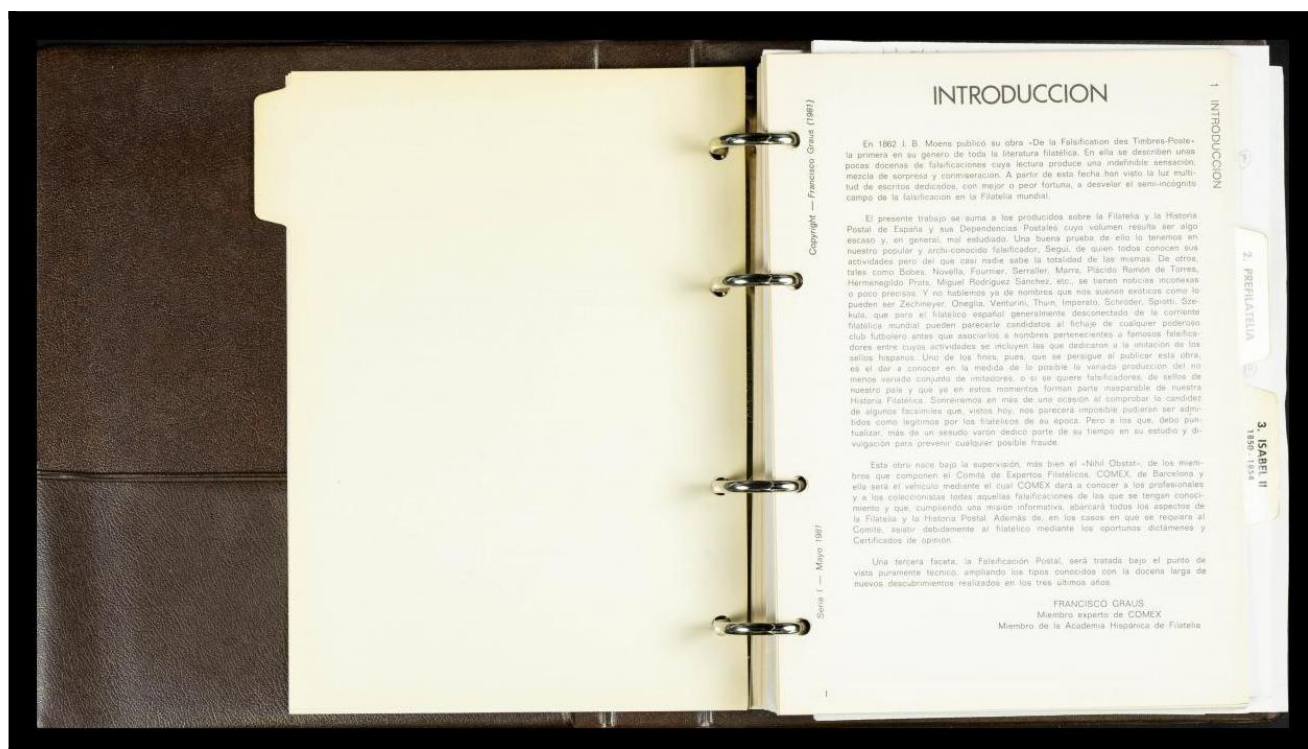 INTRODUCCION
En 1862 J. B. Moens publicó su obra «De la Falsification des Timbres-Poste»
la primera en su género de toda la literatura filatélica. En ella se describen unas
pocas docenas de falsificaciones cuya lectura produce una indefinible sensación,
mezcla de sorpresa y conmiseración. A partir de esta fecha han visto la luz multi-
tud de escritos dedicados, con mejor o peor fortuna, a desvelar el semi-incógnito
campo de la falsificación en la Filatelia mundial.
El presente trabajo se suma a los producidos sobre la Filatelia y la Historia
Postal de España y sus Dependencias Postales cuyo volumen resulta ser algo
escaso y, en general, mal estudiado. Una buena prueba de ello lo tenemos en
nuestro popular y archi-conocido falsificador, Seguí, de quien todos conocen sus
actividades pero del que casi nadie sabe la totalidad de las mismas. De otros,
tales como Bobes, Novella, Fournier, Serraller, Marra, Plácido Ramón de Torres,
Hermenegildo Prats, Miguel Rodríguez Sánchez, etc., se tienen noticias inconexas
o poco precisas. Y no hablemos ya de nombres que nos suenan exóticos como lo
pueden ser Zechmeyer, Oneglia, Venturini, Thuin, Imperato, Schröder, Spiotti, Sze-
kula, que para el filatélico español generalmente desconectado de la corriente
filatélica mundial pueden parecerle candidatos al fichaje de cualquier poderoso
club futbolero antes que asociarlos a nombres pertenecientes a famosos falsifica-
dores entre cuyas actividades se incluyen las que dedicaron a la imitación de los
sellos hispanos. Uno de los fines, pues, que se persigue al publicar esta obra,
es el dar a conocer en la medida de lo posible la variada producción del no
menos variado conjunto de imitadores, o si se quiere falsificadores, de sellos de
nuestro país y que ya en estos momentos forman parte inseparable de nuestra
Historia Filatélica. Sonreiremos en más de una ocasión al comprobar la candidez
de algunos facsímiles que, vistos hoy, nos parecerá imposible pudieran ser admi-
tidos como legítimos por los filatélicos de su época. Pero a los que, debo pun-
tualizar, más de un sesudo varón dedicó parte de su tiempo en su estudio y di-
vulgación para prevenir cualquier posible fraude.
Esta obra nace bajo la supervisión, más bien el «Nihil Obstat», de los miem-
bros que componen el Comité de Expertos Filatélicos, COMEX, de Barcelona y
ella será el vehículo mediante el cual COMEX dará a conocer a los profesionales
y a los coleccionistas todas aquellas falsificaciones de las que se tengan conoci-
miento y que, cumpliendo una misión informativa, abarcará todos los aspectos de
la Filatelia y la Historia Postal. Además de, en los casos en que se requiera al
Comité, asistir debidamente al filatélico mediante los oportunos dictámenes y
Certificados de opinión.
Una tercera faceta, la Falsificación Postal, será tratada bajo el punto de
vista puramente técnico, ampliando los tipos conocidos con la docena larga de
nuevos descubrimientos realizados en los tres últimos años.
FRANCISCO GRAUS
Miembro experto de COMEX
Miembro de la Academia Hispánica de Filatelia
1
Copyright — Francisco Graus (1981)
Serie I — Mayo 1981
1 INTRODUCCION
2. PREFILATELIA
3. ISABEL II
1850-1854